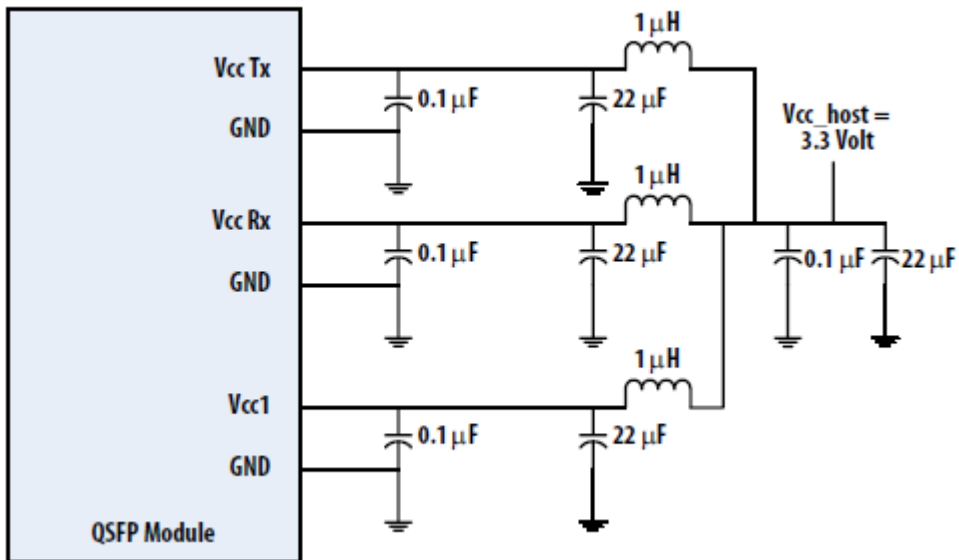 1 μH
Vcc Tx
0.1 μF
22 μF
GND
Vcc_host =
3.3 Volt
1 μH
Vcc Rx
0.1 μF
22 μF
0.1 μF
22 μF
GND
1 μH
Vcc1
0.1 μF
22 μF
GND
QSFP Module